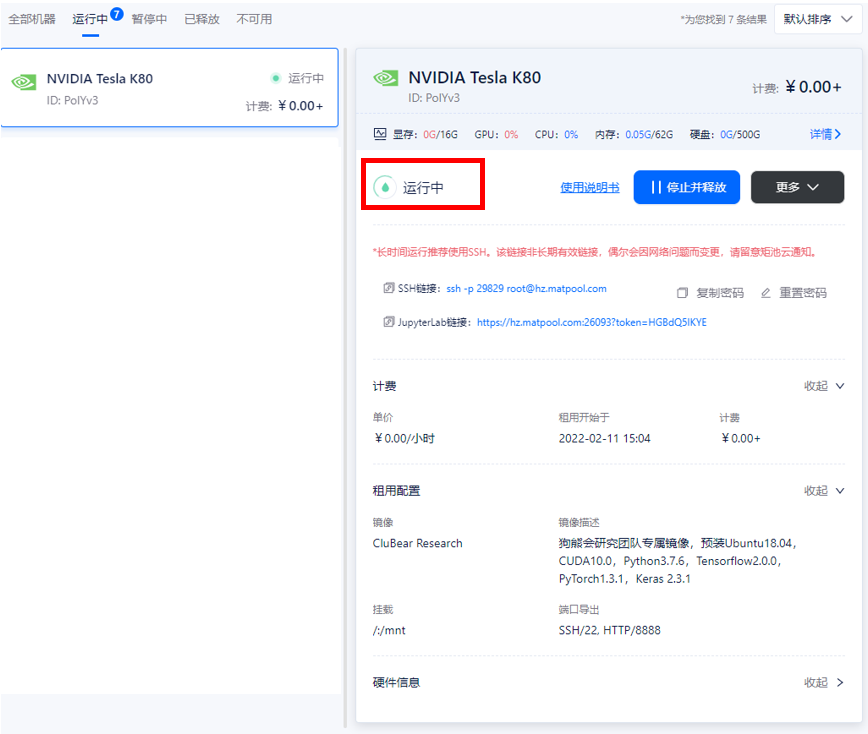 全部机器 运行中 7 暂停中 已释放 不可用 *为您找到 7 条结果 默认排序
NVIDIA Tesla K80 运行中
ID: PolYv3 计费: ¥0.00+
NVIDIA Tesla K80
ID: PolYv3 计费: ¥0.00+
显存: 0G/16G GPU: 0% CPU: 0% 内存: 0.05G/62G 硬盘: 0G/500G 详情
运行中 使用说明书 停止并释放 更多
*长时间运行推荐使用SSH。该链接非长期有效链接，偶尔会因网络问题而变更，请留意矩池云通知。
SSH链接: ssh -p 29829 root@hz.matpool.com 复制密码 重置密码
JupyterLab链接: https://hz.matpool.com:26093?token=HGBdQ5IKYE
计费 收起
单价 租用开始于 计费
¥0.00/小时 2022-02-11 15:04 ¥0.00+
租用配置 收起
镜像 镜像描述
CluBear Research 狗熊会研究团队专属镜像，预装Ubuntu18.04，
CUDA10.0，Python3.7.6，Tensorflow2.0.0，
PyTorch1.3.1，Keras 2.3.1
挂载 端口导出
/:/mnt SSH/22, HTTP/8888
硬件信息 收起